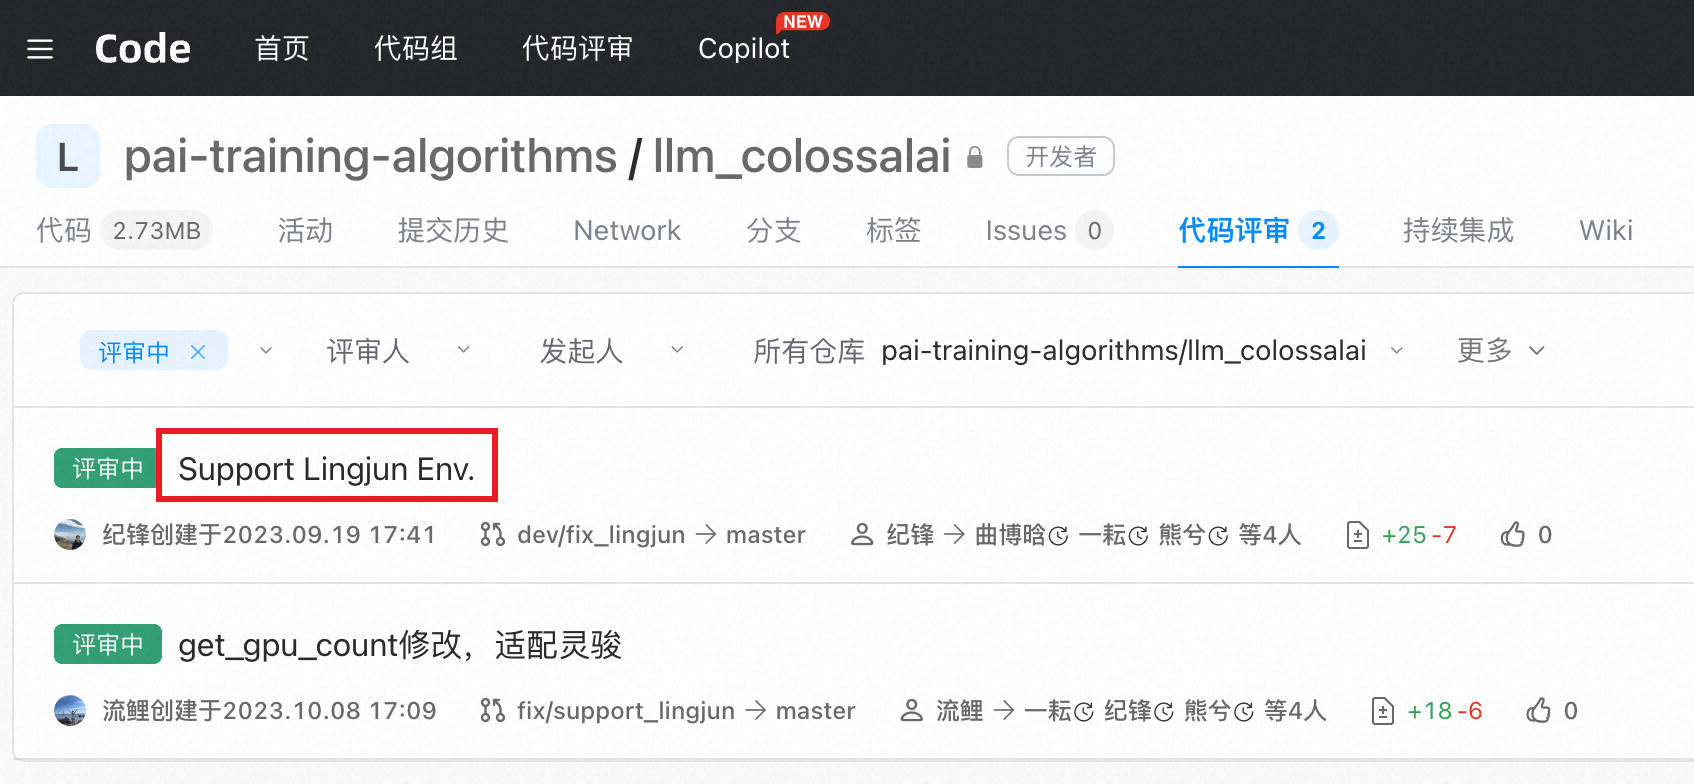 Code 首页 代码组 代码评审 Copilot NEW
L pai-training-algorithms / llm_colossalai 开发者
代码 2.73MB 活动 提交历史 Network 分支 标签 Issues 0 代码评审 2 持续集成 Wiki
评审中 × 评审人 发起人 所有仓库 pai-training-algorithms/llm_colossalai 更多
评审中 Support Lingjun Env.
纪锋创建于2023.09.19 17:41 dev/fix_lingjun → master 纪锋 → 曲博晗 一耘 熊兮 等4人 +25 -7 0
评审中 get_gpu_count修改，适配灵骏
流鲤创建于2023.10.08 17:09 fix/support_lingjun → master 流鲤 → 一耘 纪锋 熊兮 等4人 +18 -6 0